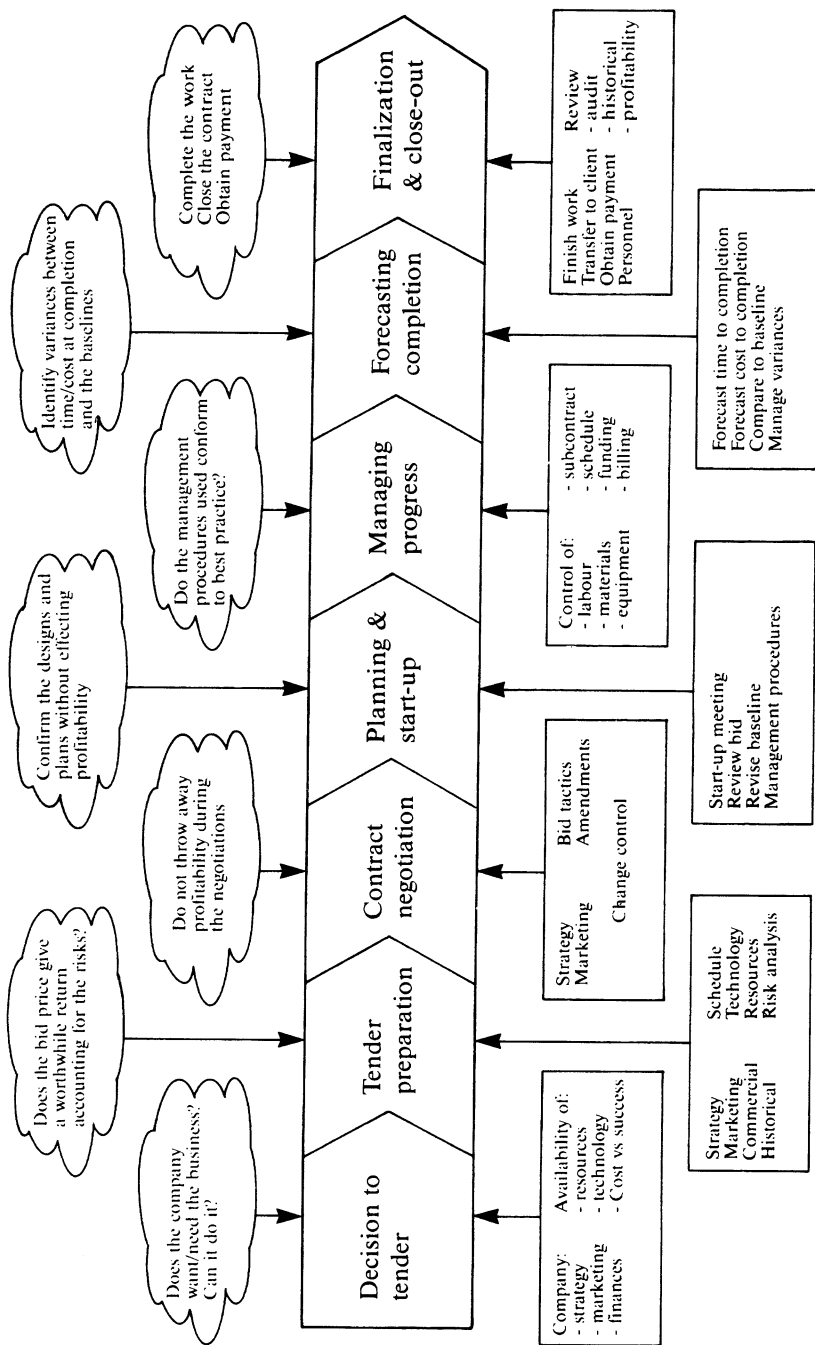 Does the company
want/need the business?
Can it do it?
Does the bid price give
a worthwhile return
accounting for the risks?
Do not throw away
profitability during
the negotiations
Confirm the designs and
plans without effecting
profitability
Do the management
procedures used conform
to best practice?
Identify variances between
time/cost at completion
and the baselines
Complete the work
Close the contract
Obtain payment
Decision to
tender
Tender
preparation
Contract
negotiation
Planning &
start-up
Managing
progress
Forecasting
completion
Finalization
& close-out
Company:
- strategy
- marketing
- finances
Availability of:
- resources
- technology
- Cost vs success
Strategy
Marketing
Commercial
Historical
Schedule
Technology
Resources
Risk analysis
Strategy
Marketing
Bid tactics
Amendments
Change control
Start-up meeting
Review bid
Revise baseline
Management procedures
Control of:
- labour
- materials
- equipment
- subcontract
- schedule
- funding
- billing
Forecast time to completion
Forecast cost to completion
Compare to baseline
Manage variances
Finish work
Transfer to client
Obtain payment
Personnel
Review
- audit
- historical
- profitability